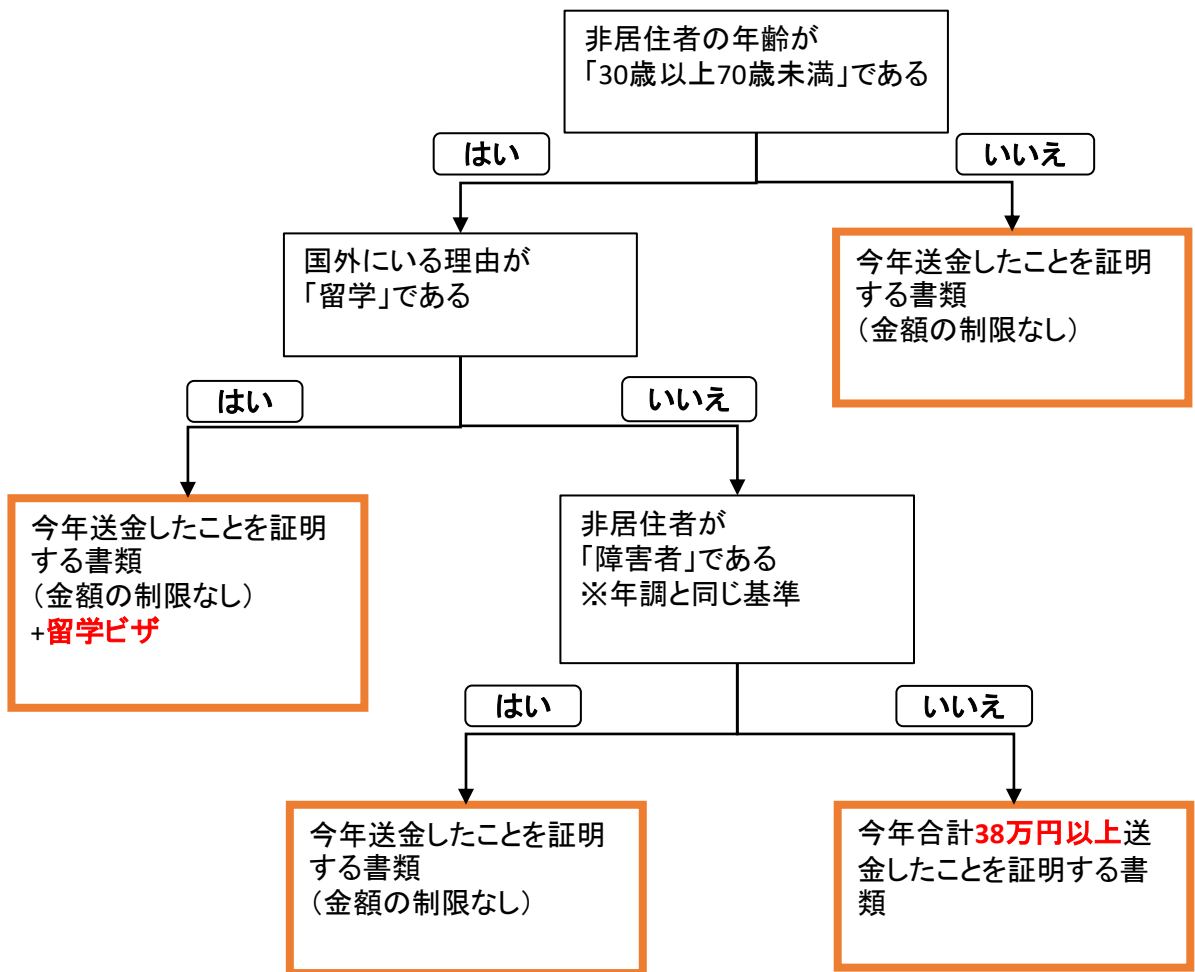 非居住者の年齢が
「30歳以上70歳未満」である
はい
いいえ
国外にいる理由が
「留学」である
今年送金したことを証明
する書類
（金額の制限なし）
はい
いいえ
今年送金したことを証明
する書類
（金額の制限なし）
+留学ビザ
非居住者が
「障害者」である
※年調と同じ基準
はい
いいえ
今年送金したことを証明
する書類
（金額の制限なし）
今年合計38万円以上送
金したことを証明する書
類